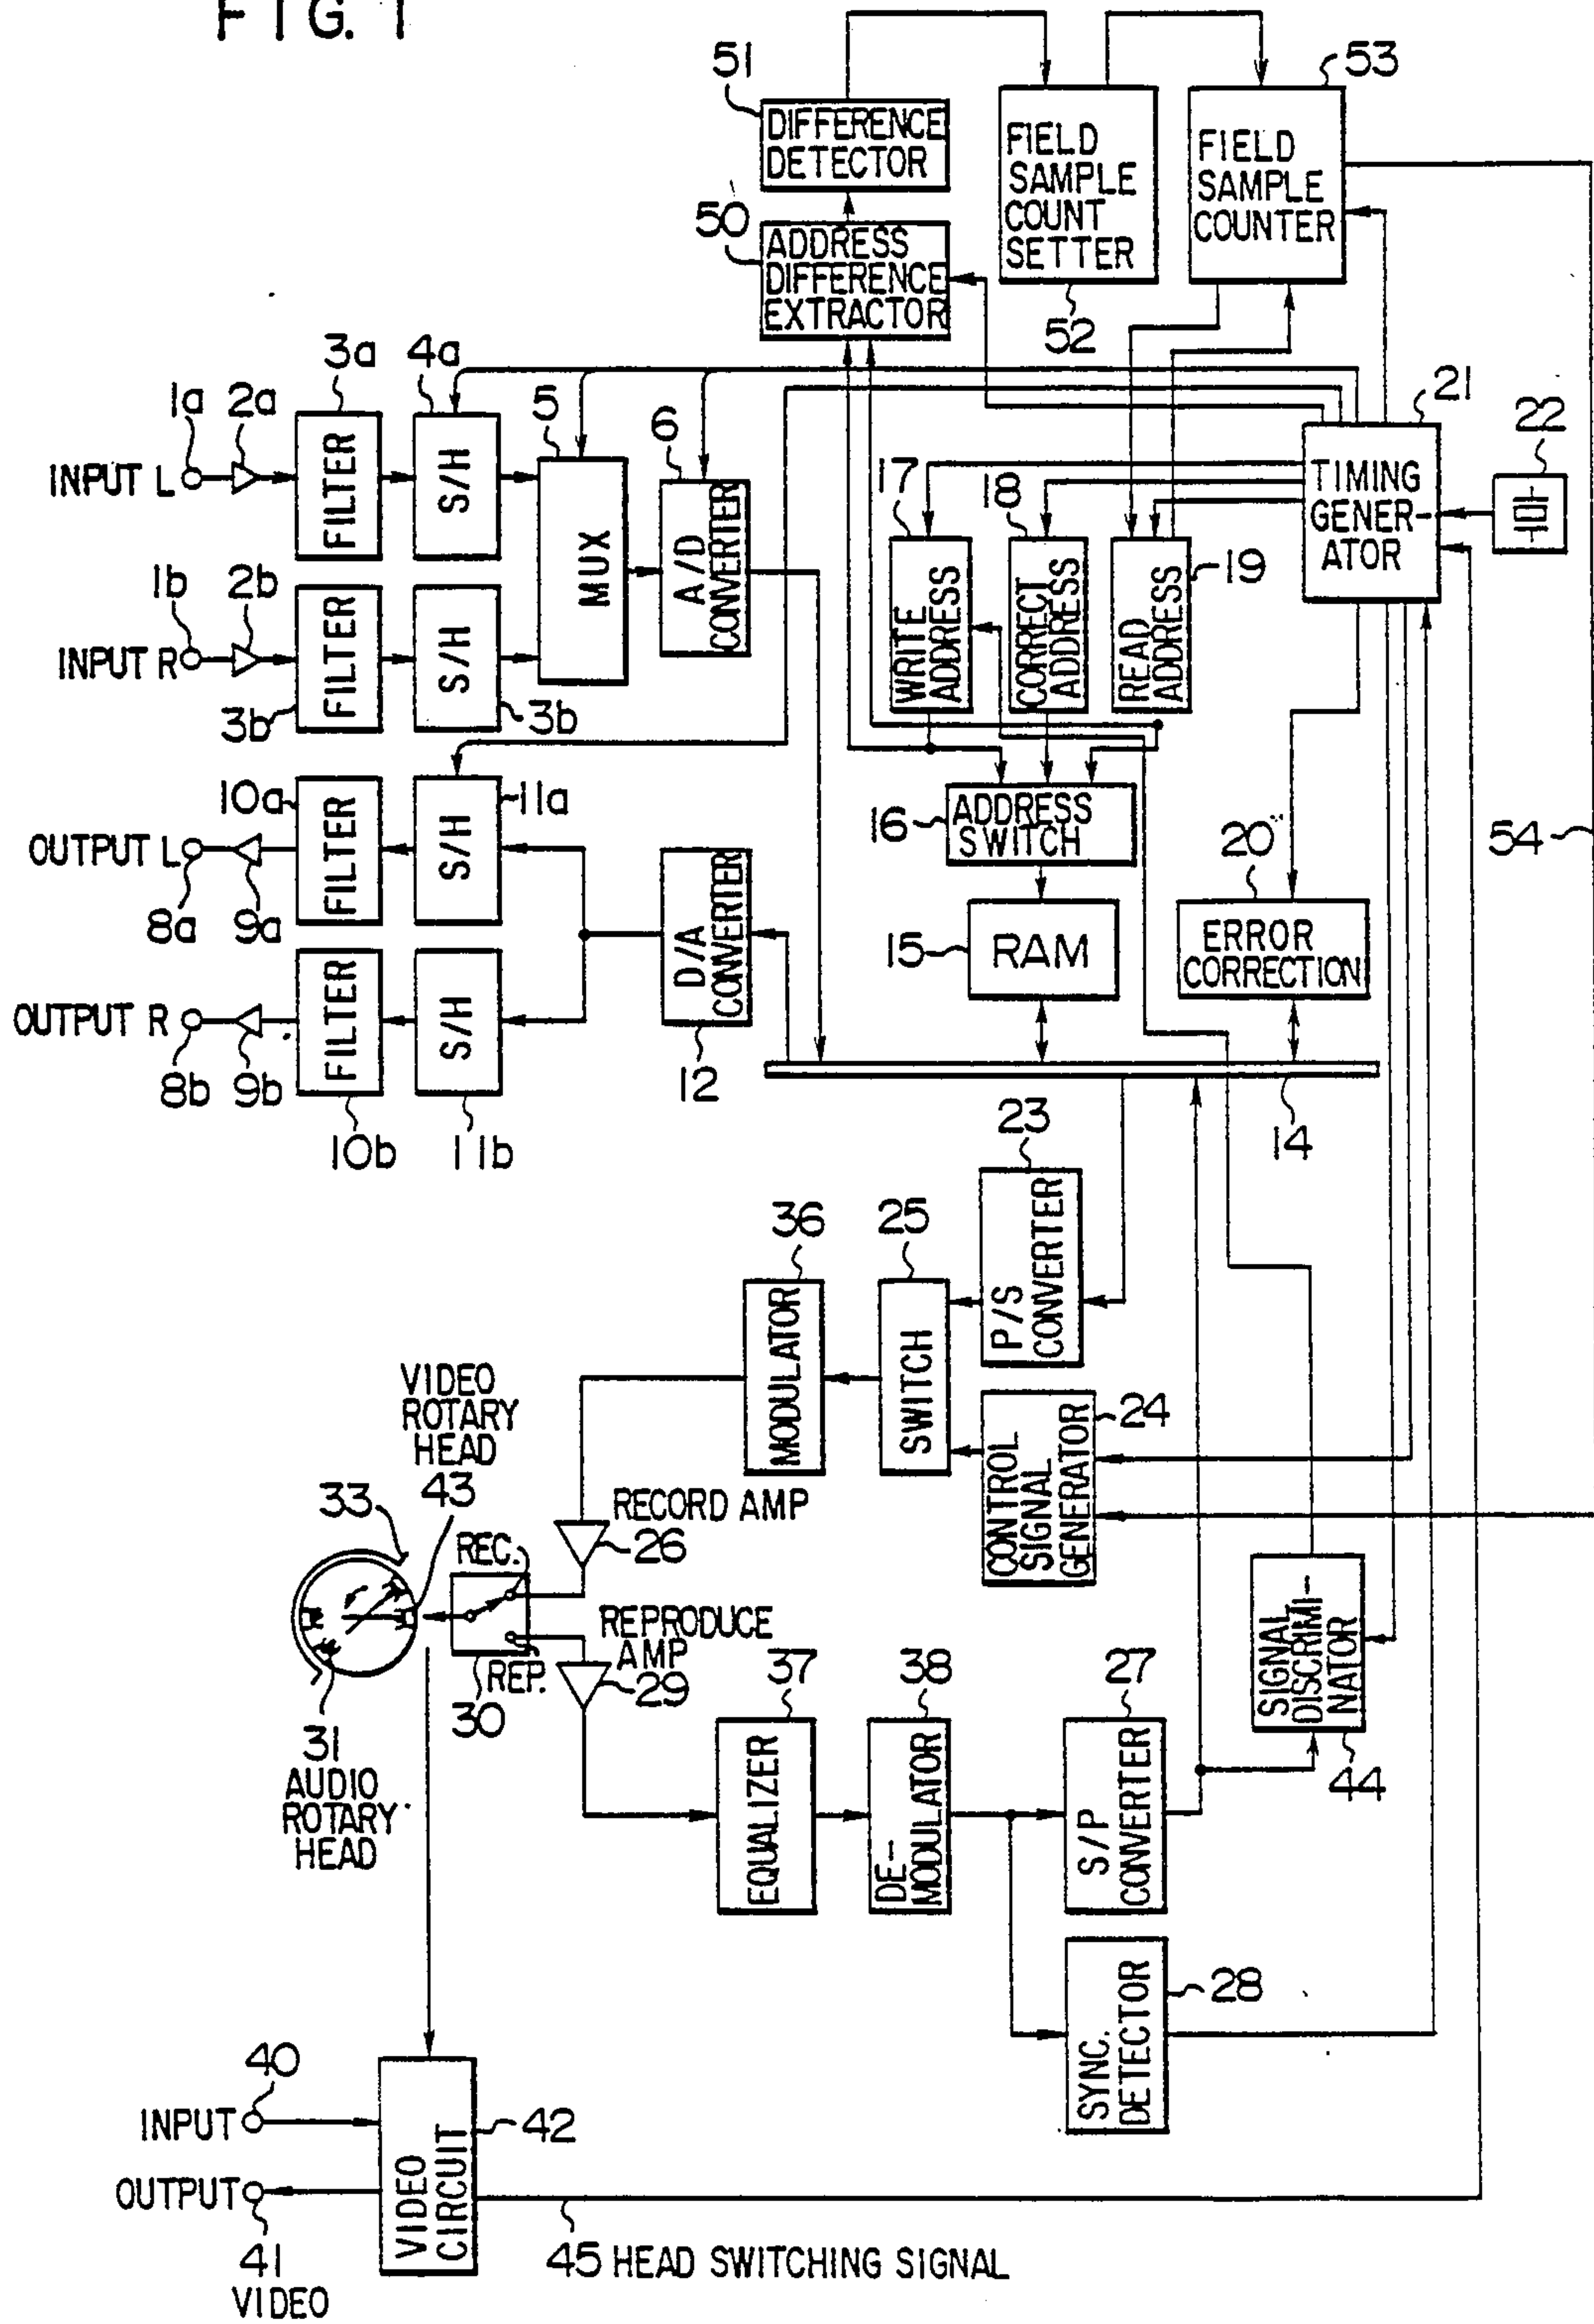 FIG. 1
51
DIFFERENCE
DETECTOR
50
ADDRESS
DIFFERENCE
EXTRACTOR
FIELD
SAMPLE
COUNT
SETTER
52
53
FIELD
SAMPLE
COUNTER
1a
2a
3a
4a
5
6
INPUT L
FILTER
S/H
MUX
A/D
CONVERTER
1b
2b
INPUT R
FILTER
S/H
3b
3b
17
WRITE
ADDRESS
18
CORRECT
ADDRESS
READ
ADDRESS
19
21
TIMING
GENER-
ATOR
22
10a
11a
OUTPUT L
8a
9a
FILTER
S/H
D/A
CONVERTER
12
OUTPUT R
8b
9b
FILTER
S/H
10b
11b
16
ADDRESS
SWITCH
15
RAM
20
ERROR
CORRECTION
54
14
23
P/S
CONVERTER
25
SWITCH
36
MODULATOR
CONTROL
SIGNAL
GENERATOR
24
VIDEO
ROTARY
HEAD
43
33
RECORD AMP
26
REC.
REP.
30
REPRODUCE
AMP
29
31
AUDIO
ROTARY
HEAD
37
EQUALIZER
38
DE-
MODULATOR
27
S/P
CONVERTER
SIGNAL
DISCRIMI-
NATOR
44
SYNC.
DETECTOR
28
40
INPUT
OUTPUT
41
VIDEO
VIDEO
CIRCUIT
42
45 HEAD SWITCHING SIGNAL